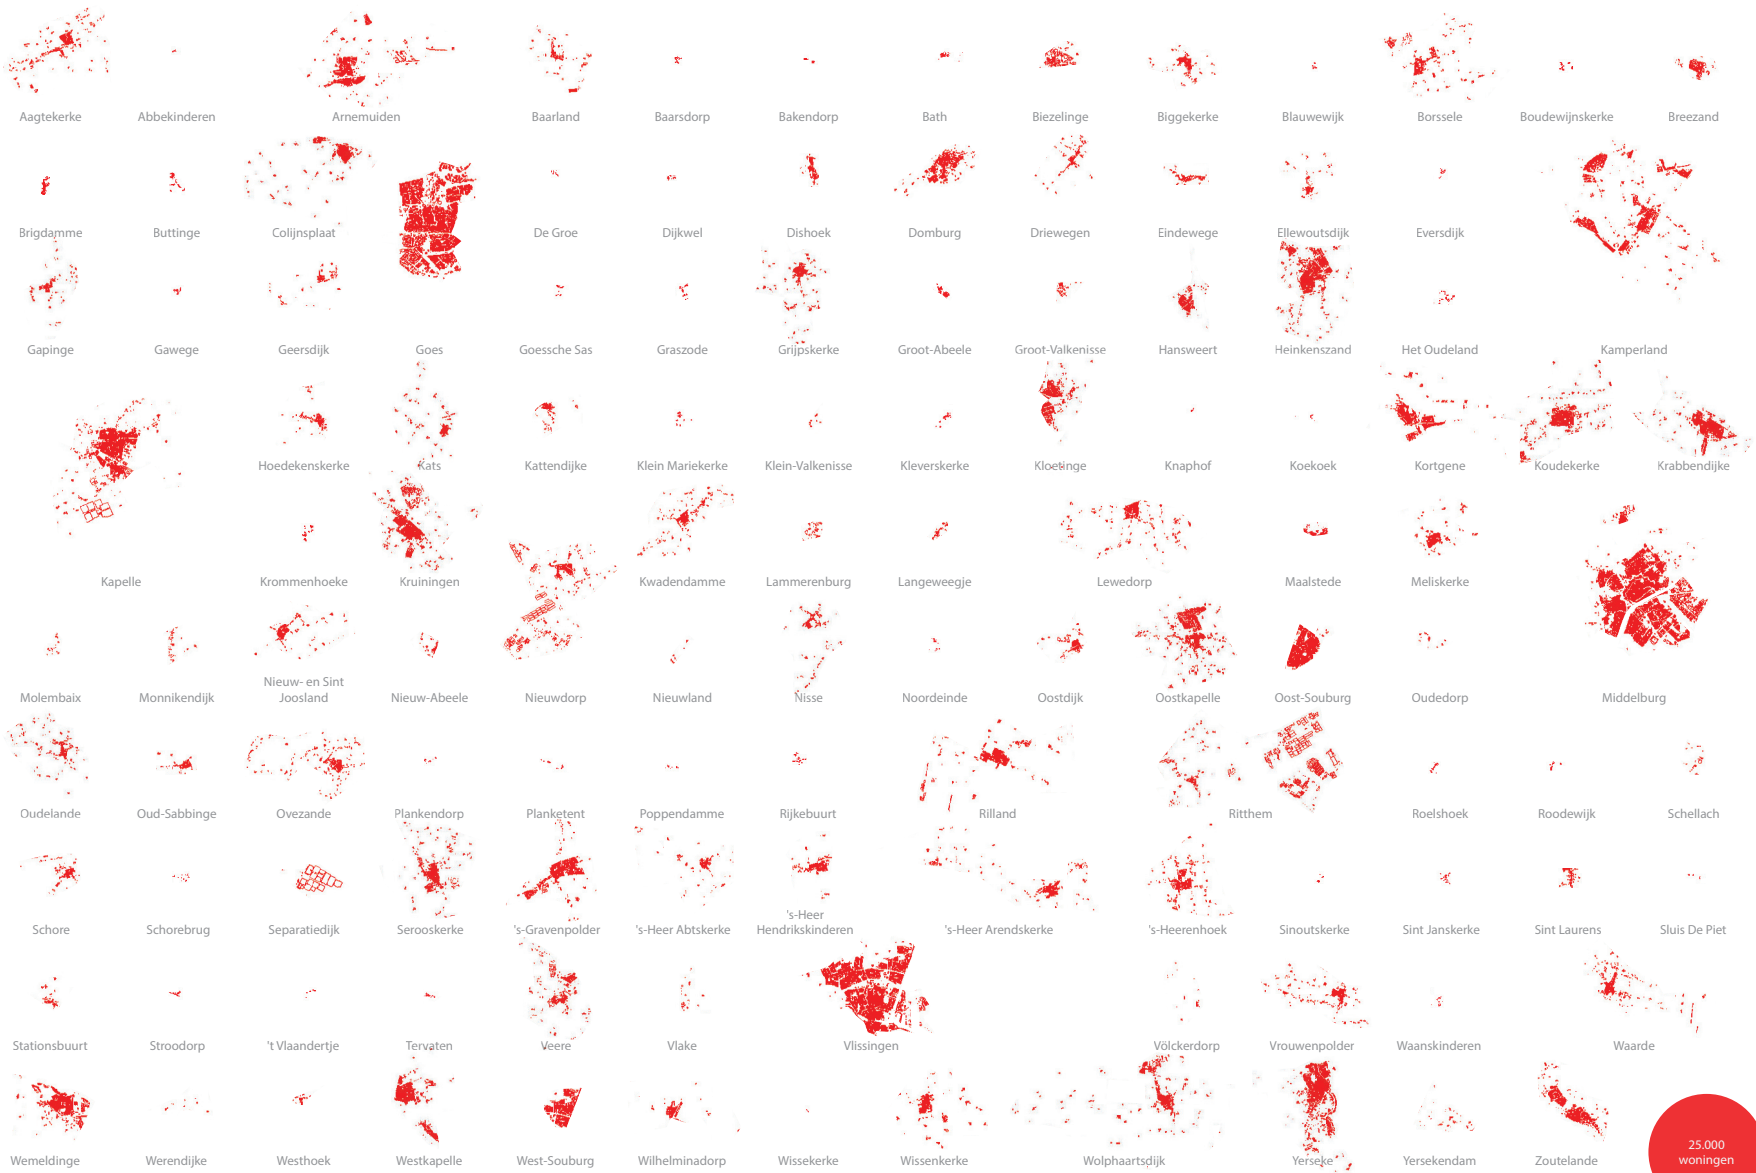 Aagtekerke Abbekinderen Arnemuiden Baarland Baarsdorp Bakendorp Bath Biezelinge Biggekerke Blauwewijk Borssele Boudewijnskerke Breezand
Brigdamme Buttinge Colijnsplaat De Groe Dijkwel Dishoek Domburg Driewegen Eindewege Ellewoutsdijk Eversdijk
Gapinge Gawege Geersdijk Goes Goessche Sas Graszode Grijpskerke Groot-Abeele Groot-Valkenisse Hansweert Heinkenszand Het Oudeland Kamperland
Hoedekenskerke Kats Kattendijke Klein Mariekerke Klein-Valkenisse Kleverskerke Kloetinge Knaphof Koekoek Kortgene Koudekerke Krabbendijke
Kapelle Krommenhoeke Kruiningen Kwadendamme Lammerenburg Langeweegje Lewedorp Maalstede Meliskerke
Nieuw- en Sint
Molembaix Monnikendijk Joosland Nieuw-Abeele Nieuwdorp Nieuwland Nisse Noordeinde Oostdijk Oostkapelle Oost-Souburg Oudedorp Middelburg
Oudelande Oud-Sabbinge Ovezande Plankendorp Planketent Poppendamme Rijkebuurt Rilland Ritthem Roelshoek Roodewijk Schellach
's-Heer
Schore Schorebrug Separatiedijk Serooskerke 's-Gravenpolder 's-Heer Abtskerke Hendrikskinderen 's-Heer Arendskerke 's-Heerenhoek Sinoutskerke Sint Janskerke Sint Laurens Sluis De Piet
Stationsbuurt Stroodorp 't Vlaandertje Tervaten Veere Vlake Vlissingen Völckerdorp Vrouwenpolder Waanskinderen Waarde
25.000
woningen
Wemeldinge Werendijke Westhoek Westkapelle West-Souburg Wilhelminadorp Wissekerke Wissenkerke Wolphaartsdijk Yerseke Yersekendam Zoutelande